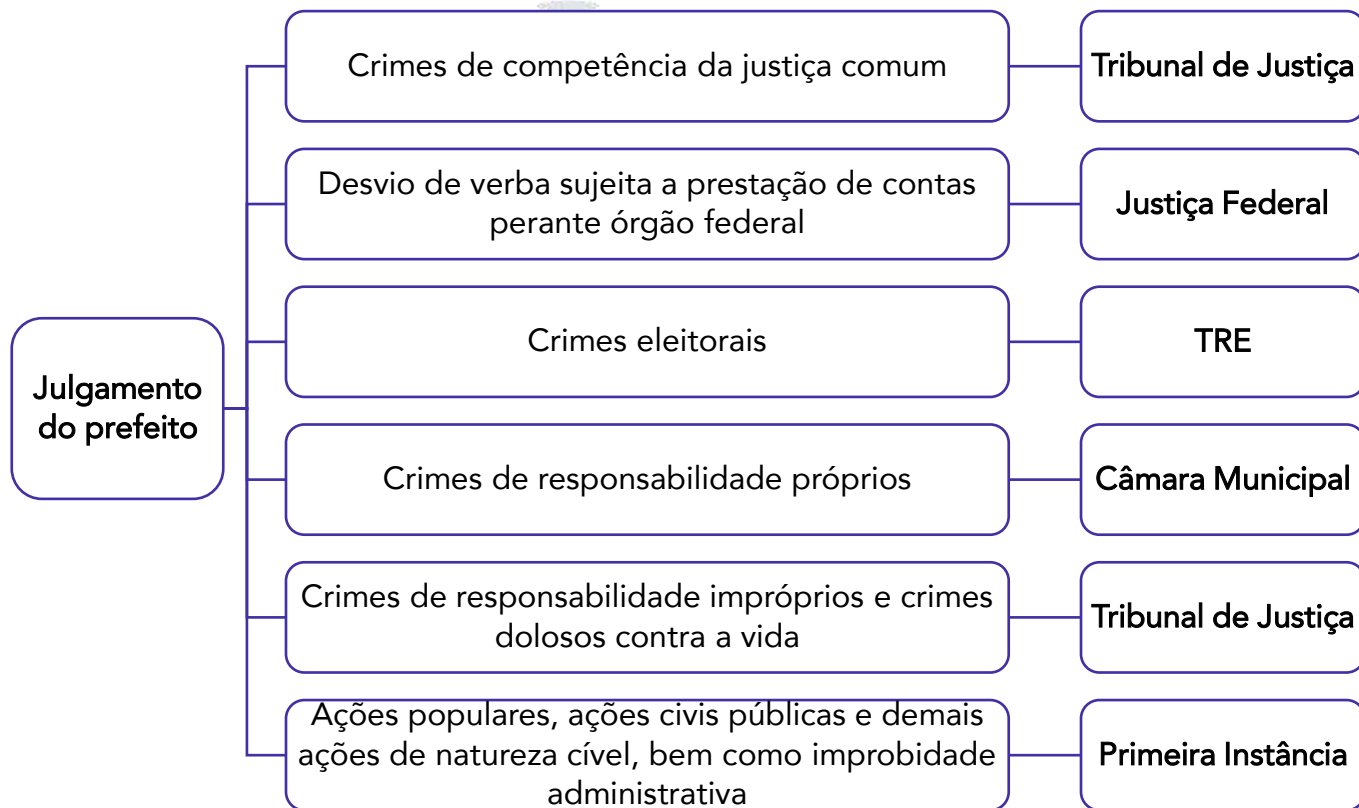 Crimes de competência da justiça comum
Tribunal de Justiça
Desvio de verba sujeita a prestação de contas
perante órgão federal
Justiça Federal
Crimes eleitorais
TRE
Julgamento
do prefeito
Crimes de responsabilidade próprios
Câmara Municipal
Crimes de responsabilidade impróprios e crimes
dolosos contra a vida
Tribunal de Justiça
Ações populares, ações civis públicas e demais
ações de natureza cível, bem como improbidade
administrativa
Primeira Instância